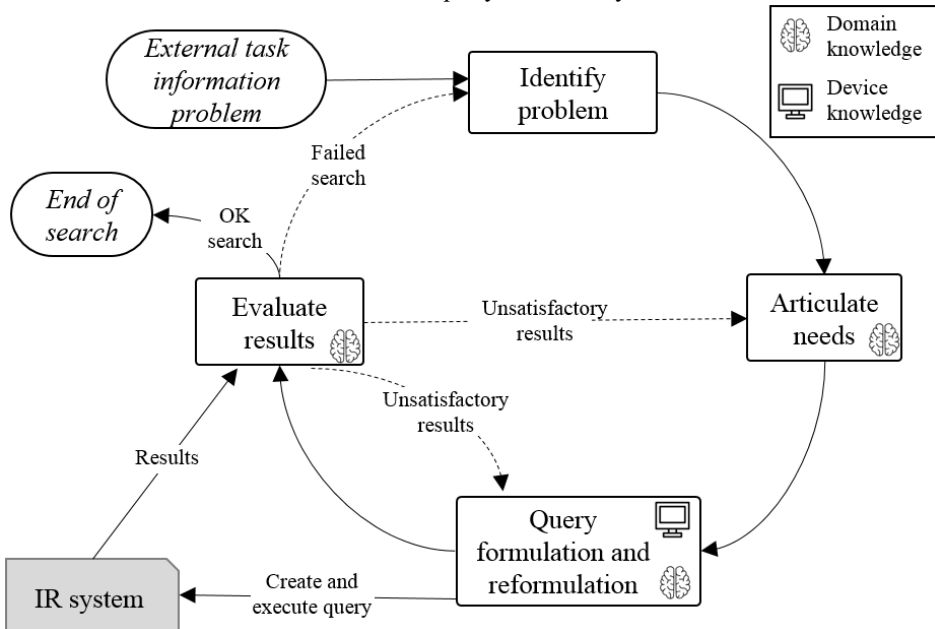 External task
information
problem
Identify
problem
Domain
knowledge
Device
knowledge
Failed
search
End of
search
OK
search
Evaluate
results
Unsatisfactory
results
Articulate
needs
Unsatisfactory
results
Results
Query
formulation and
reformulation
IR system
Create and
execute query